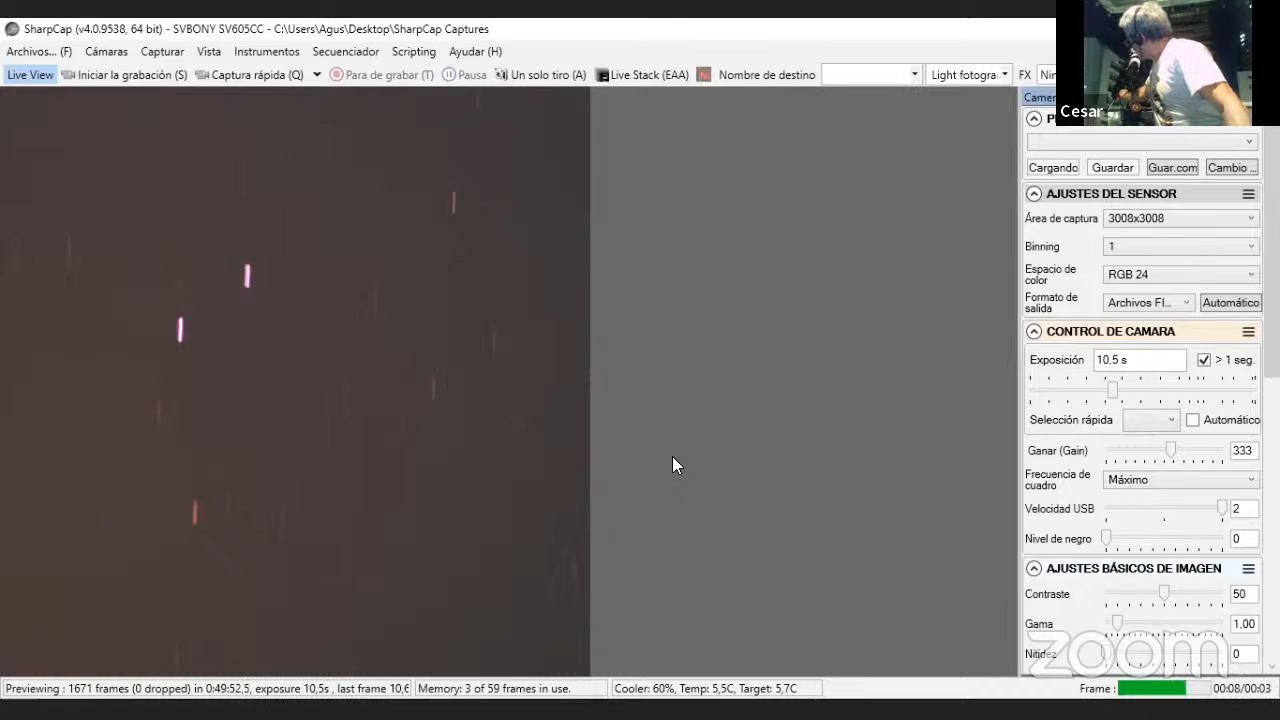 SharpCap (v4.0.9538, 64 bit) - SVBONY SV605CC - C:\Users\Agus\Desktop\SharpCap Captures
Archivos... (F) Cámaras Capturar Vista Instrumentos Secuenciador Scripting Ayudar (H)
Live View Iniciar la grabación (S) Captura rápida (Q) Para de grabar (T) Pausa Un solo tiro (A) Live Stack (EAA) Nombre de destino Light fotogra FX
Cesar
Cargando Guardar Guar.com Cambio ...
AJUSTES DEL SENSOR
Área de captura 3008x3008
Binning 1
Espacio de color RGB 24
Formato de salida Archivos FI... Automático
CONTROL DE CAMARA
Exposición 10,5 s > 1 seg.
Selección rápida Automático
Ganar (Gain) 333
Frecuencia de cuadro Máximo
Velocidad USB 2
Nivel de negro 0
AJUSTES BÁSICOS DE IMAGEN
Contraste 50
Gama 1,00
Nitidez 0
zoom
Previewing : 1671 frames (0 dropped) in 0:49:52,5, exposure 10,5s , last frame 10,6 Memory: 3 of 59 frames in use. Cooler: 60%, Temp: 5,5C, Target: 5,7C Frame : 00:08/00:03